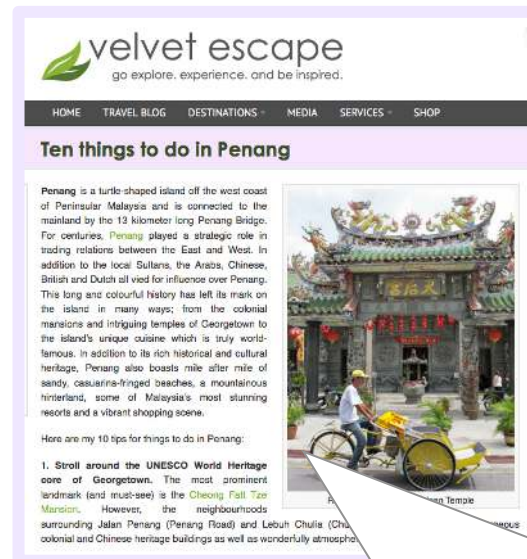 velvet escape
go explore. experience. and be inspired.
HOME TRAVEL BLOG DESTINATIONS MEDIA SERVICES SHOP
Ten things to do in Penang
Penang is a turtle-shaped island off the west coast
of Peninsular Malaysia and is connected to the
mainland by the 13 kilometer long Penang Bridge.
For centuries, Penang played a strategic role in
trading relations between the East and West. In
addition to the local Sultans, the Arabs, Chinese,
British and Dutch all vied for influence over Penang.
This long and colourful history has left its mark on
the island in many ways; from the colonial
mansions and intriguing temples of Georgetown to
the island's unique cuisine which is truly world-
famous. In addition to its rich historical and cultural
heritage, Penang also boasts mile after mile of
sandy, casuarina-fringed beaches, a mountainous
hinterland, some of Malaysia's most stunning
resorts and a vibrant shopping scene.
天后宮
Temple
Here are my 10 tips for things to do in Penang:
1. Stroll around the UNESCO World Heritage
core of Georgetown. The most prominent
landmark (and must-see) is the Cheong Fatt Tze
Mansion. However, the neighbourhoods
surrounding Jalan Penang (Penang Road) and Lebuh Chulia
colonial and Chinese heritage buildings as well as wonderfully